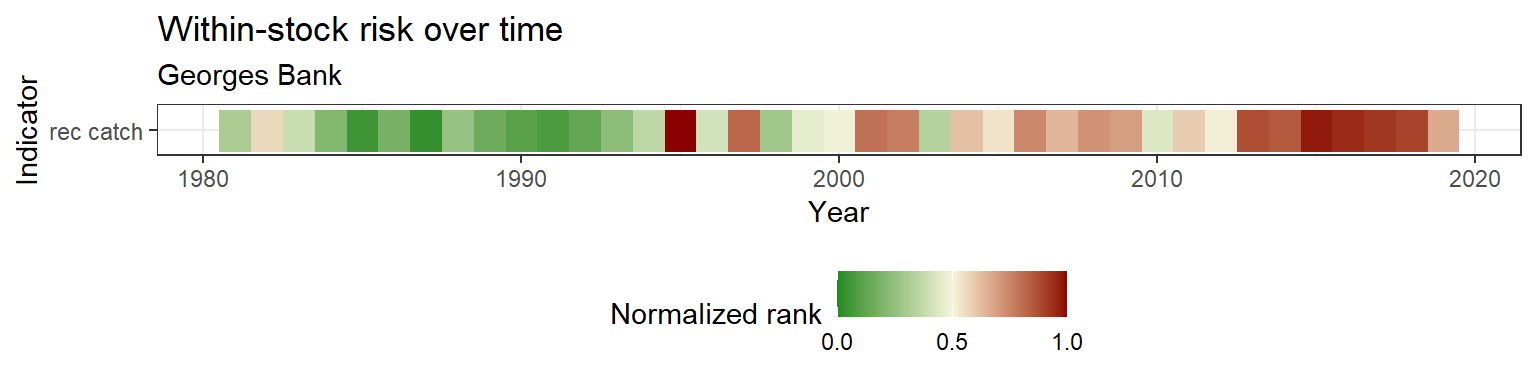 Within-stock risk over time
Georges Bank
Indicator
rec catch
1980 1990 2000 2010 2020
Year
Normalized rank
0.0 0.5 1.0